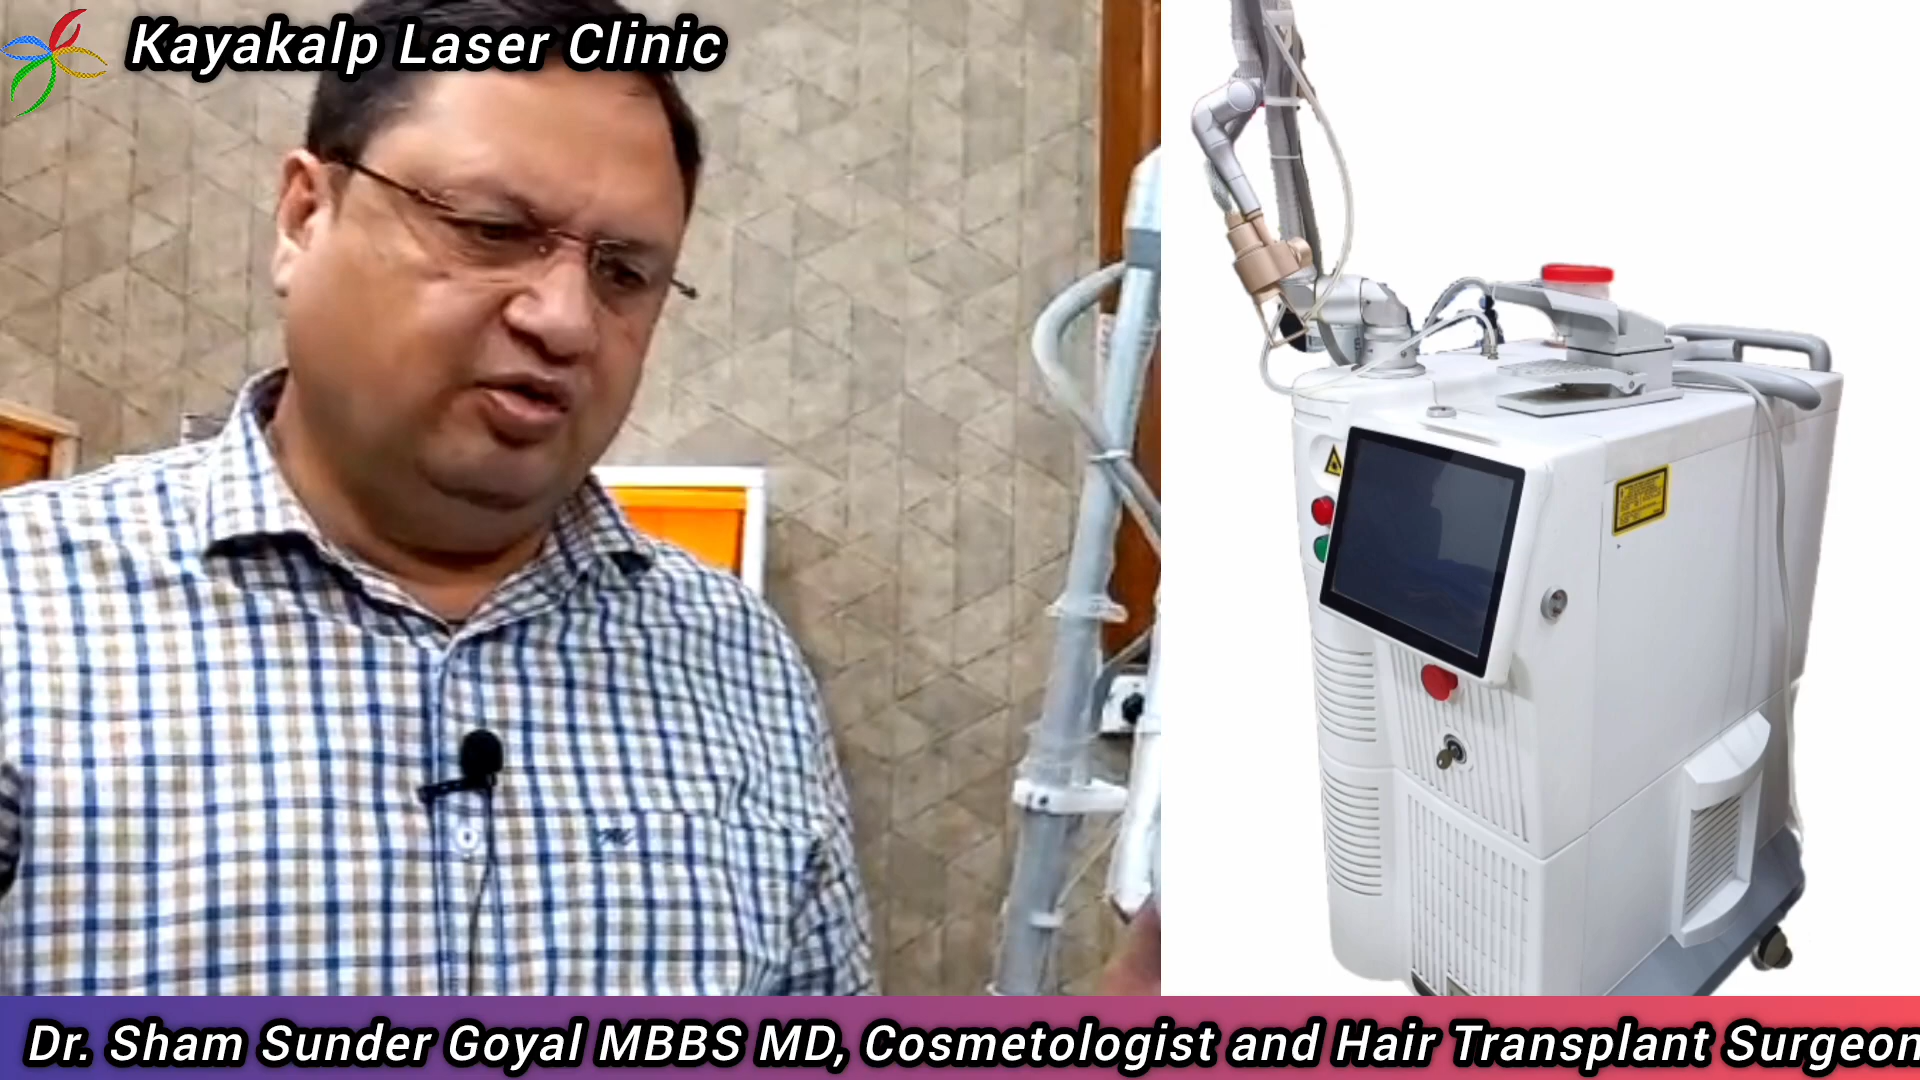 Kayakalp Laser Clinic
Dr. Sham Sunder Goyal MBBS MD, Cosmetologist and Hair Transplant Surgeon